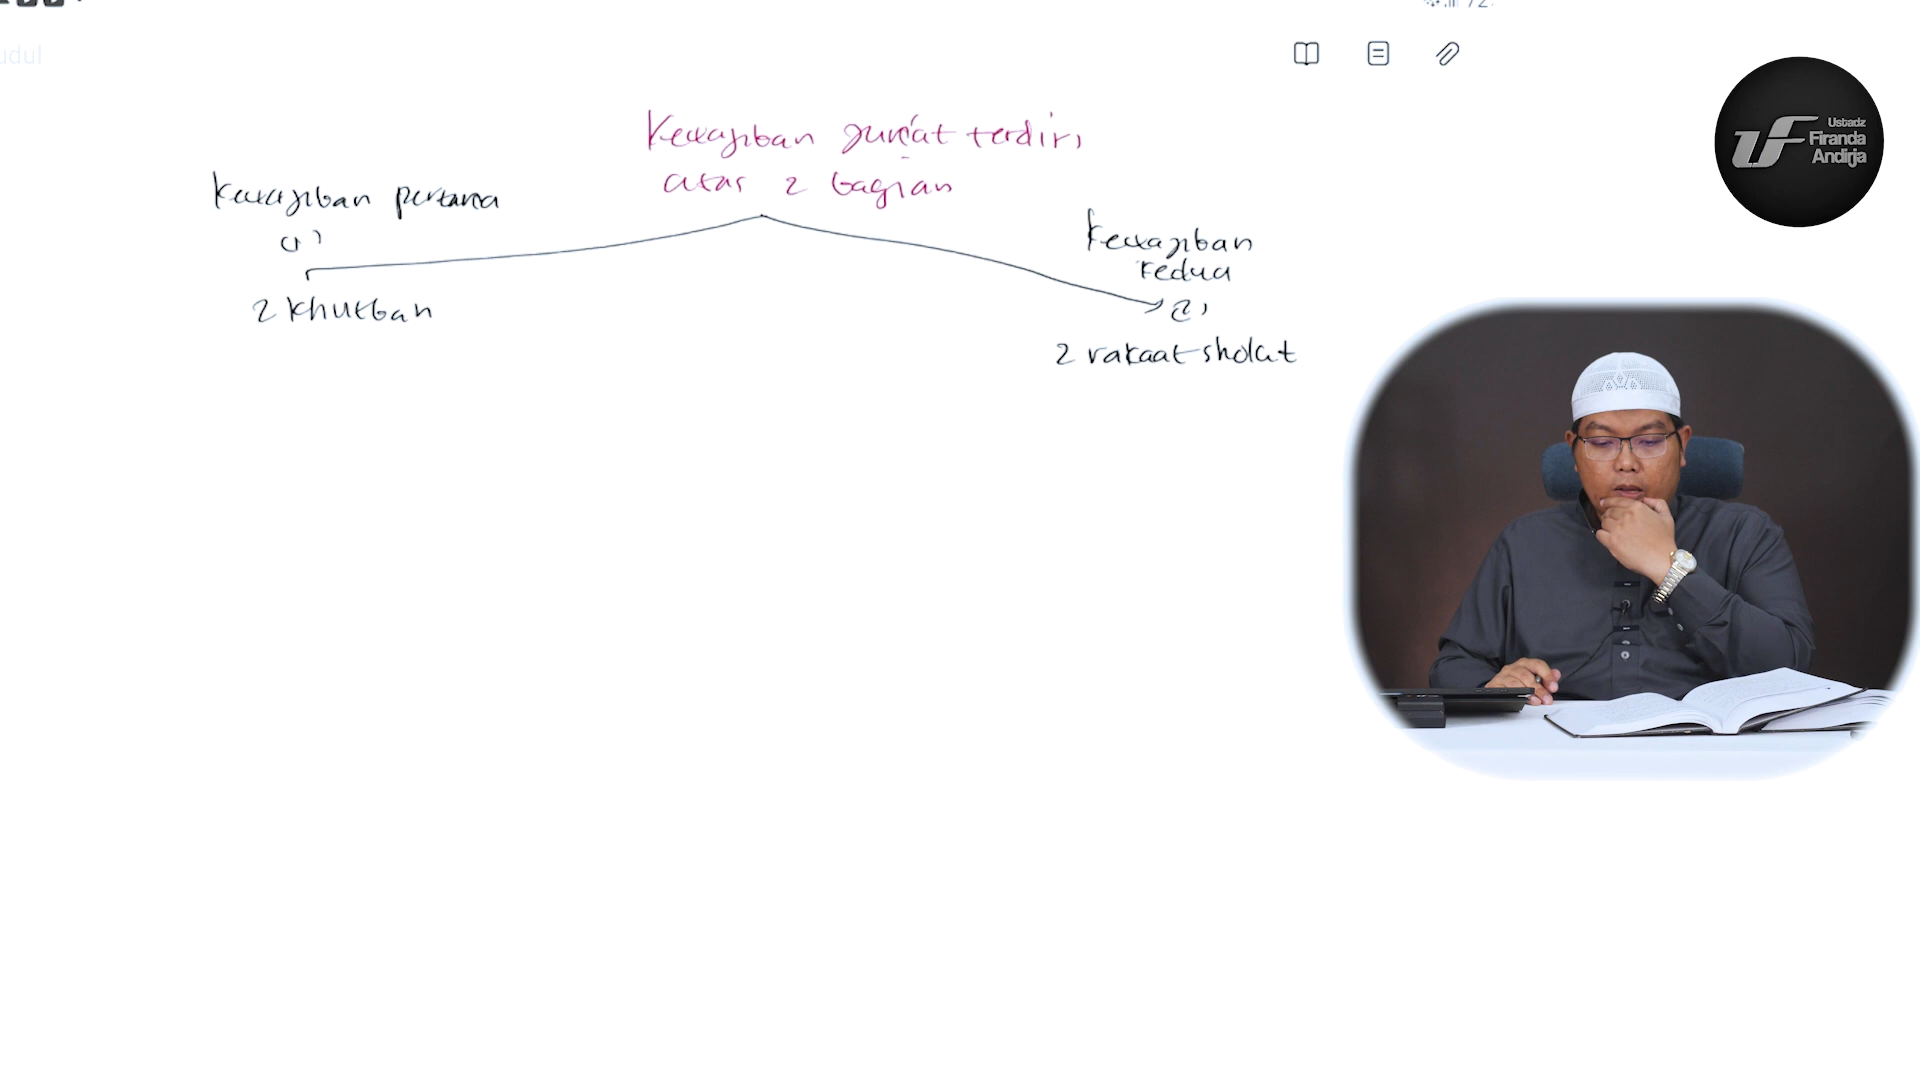 udul
Ustadz
Firanda
Andirja
Kewajiban Jum'at terdiri
atas 2 bagian
Kewajiban pertama
(1)
2 khutbah
Kewajiban
kedua
(2)
2 rakaat sholat